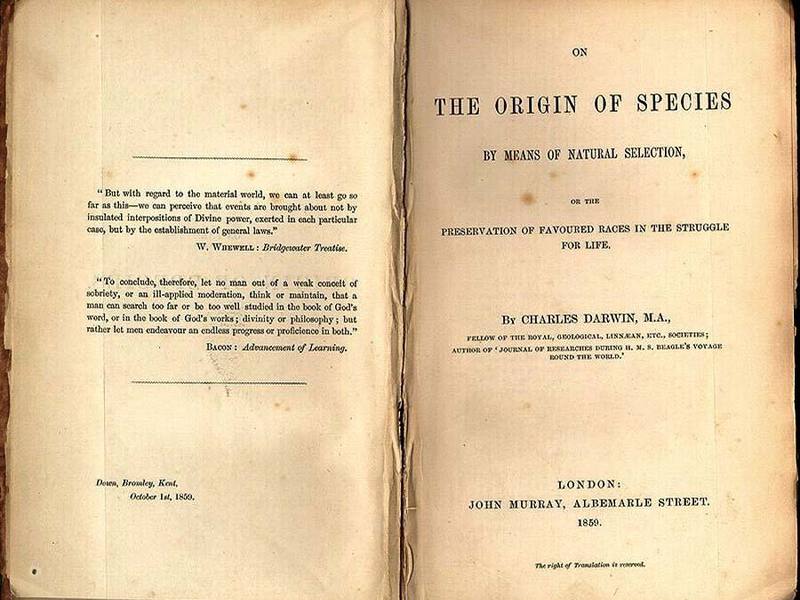 "But with regard to the material world, we can at least go so
far as this—we can perceive that events are brought about not by
insulated interpositions of Divine power, exerted in each particular
case, but by the establishment of general laws."
W. WHEWELL: Bridgewater Treatise.
"To conclude, therefore, let no man out of a weak conceit of
sobriety, or an ill-applied moderation, think or maintain, that a
man can search too far or be too well studied in the book of God's
word, or in the book of God's works; divinity or philosophy; but
rather let men endeavour an endless progress or proficience in both."
BACON: Advancement of Learning.
Down, Bromley, Kent,
October 1st, 1859.
ON
THE ORIGIN OF SPECIES
BY MEANS OF NATURAL SELECTION,
OR THE
PRESERVATION OF FAVOURED RACES IN THE STRUGGLE
FOR LIFE.
BY CHARLES DARWIN, M.A.,
FELLOW OF THE ROYAL, GEOLOGICAL, LINNÆAN, ETC., SOCIETIES;
AUTHOR OF 'JOURNAL OF RESEARCHES DURING H. M. S. BEAGLE'S VOYAGE
ROUND THE WORLD.'
LONDON:
JOHN MURRAY, ALBEMARLE STREET.
1859.
The right of Translation is reserved.